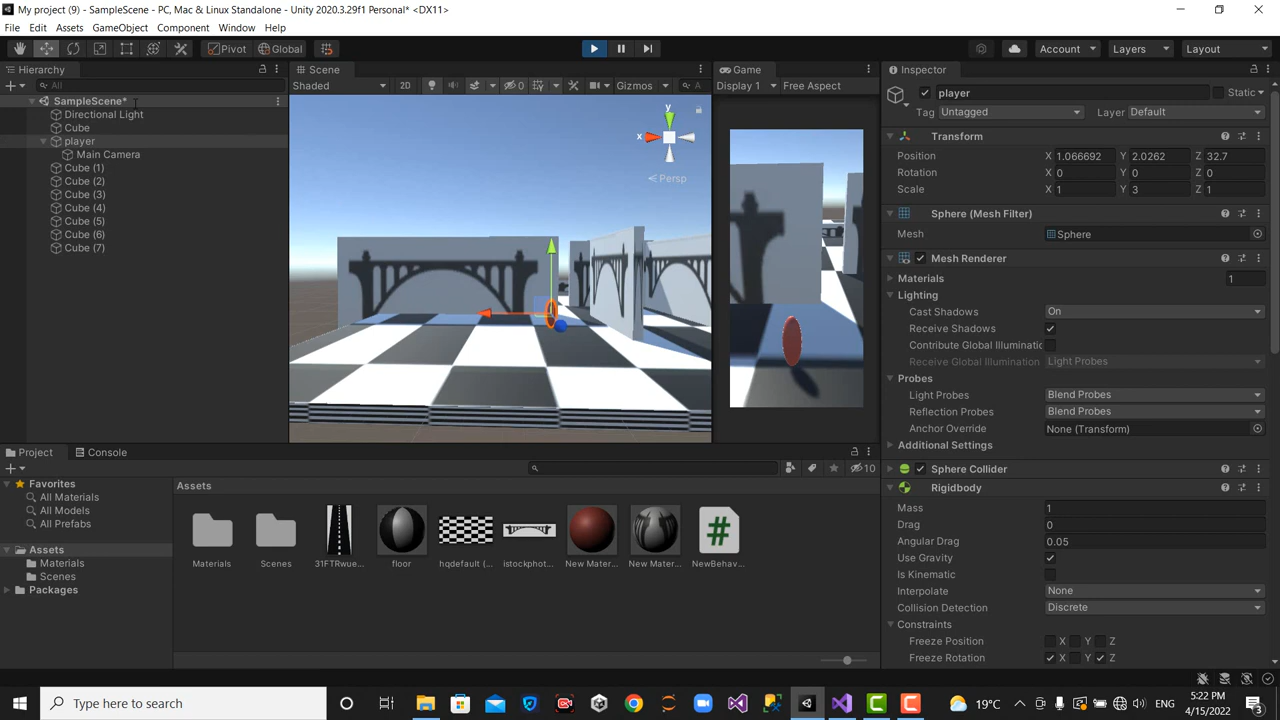 My project (9) - SampleScene - PC, Mac & Linux Standalone - Unity 2020.3.29f1 Personal* <DX11>
File Edit Assets GameObject Component Window Help
Pivot Global Account Layers Layout
Hierarchy
All
SampleScene*
Directional Light
Cube
player
Main Camera
Cube (1)
Cube (2)
Cube (3)
Cube (4)
Cube (5)
Cube (6)
Cube (7)
Scene
Shaded 2D 0 Gizmos A
y
x
Persp
Game
Display 1 Free Aspect
Inspector
player Static
Tag Untagged Layer Default
Transform
Position X 1.066692 Y 2.0262 Z 32.7
Rotation X 0 Y 0 Z 0
Scale X 1 Y 3 Z 1
Sphere (Mesh Filter)
Mesh Sphere
Mesh Renderer
Materials 1
Lighting
Cast Shadows On
Receive Shadows
Contribute Global Illuminatic
Receive Global Illumination Light Probes
Probes
Light Probes Blend Probes
Reflection Probes Blend Probes
Anchor Override None (Transform)
Additional Settings
Sphere Collider
Rigidbody
Mass 1
Drag 0
Angular Drag 0.05
Use Gravity
Is Kinematic
Interpolate None
Collision Detection Discrete
Constraints
Freeze Position X Y Z
Freeze Rotation X Y Z
Project Console
10
Favorites
All Materials
All Models
All Prefabs
Assets
Materials
Scenes
Packages
Assets
Materials Scenes 31FTRwue... floor hqdefault (... istockphot... New Mater... New Mater... NewBehav...
Type here to search
19°C ENG 5:22 PM 4/15/2022 3